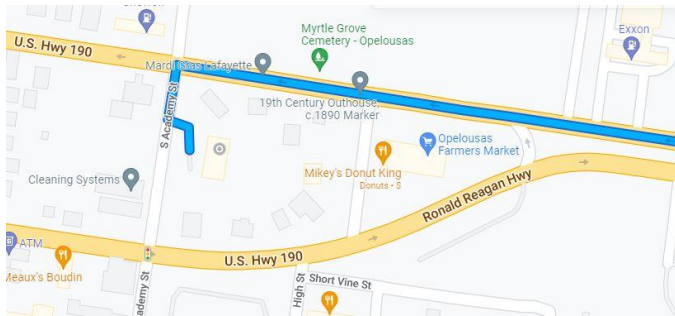 Myrtle Grove
Cemetery - Opelousas
Exxon
U.S. Hwy 190
Mardi Gras Lafayette
19th Century Outhouse,
c.1890 Marker
S Academy St
Opelousas
Farmers Market
Mikey's Donut King
Donuts • $
Cleaning Systems
Ronald Reagan Hwy
ATM
U.S. Hwy 190
Meaux's Boudin
High St
Short Vine St